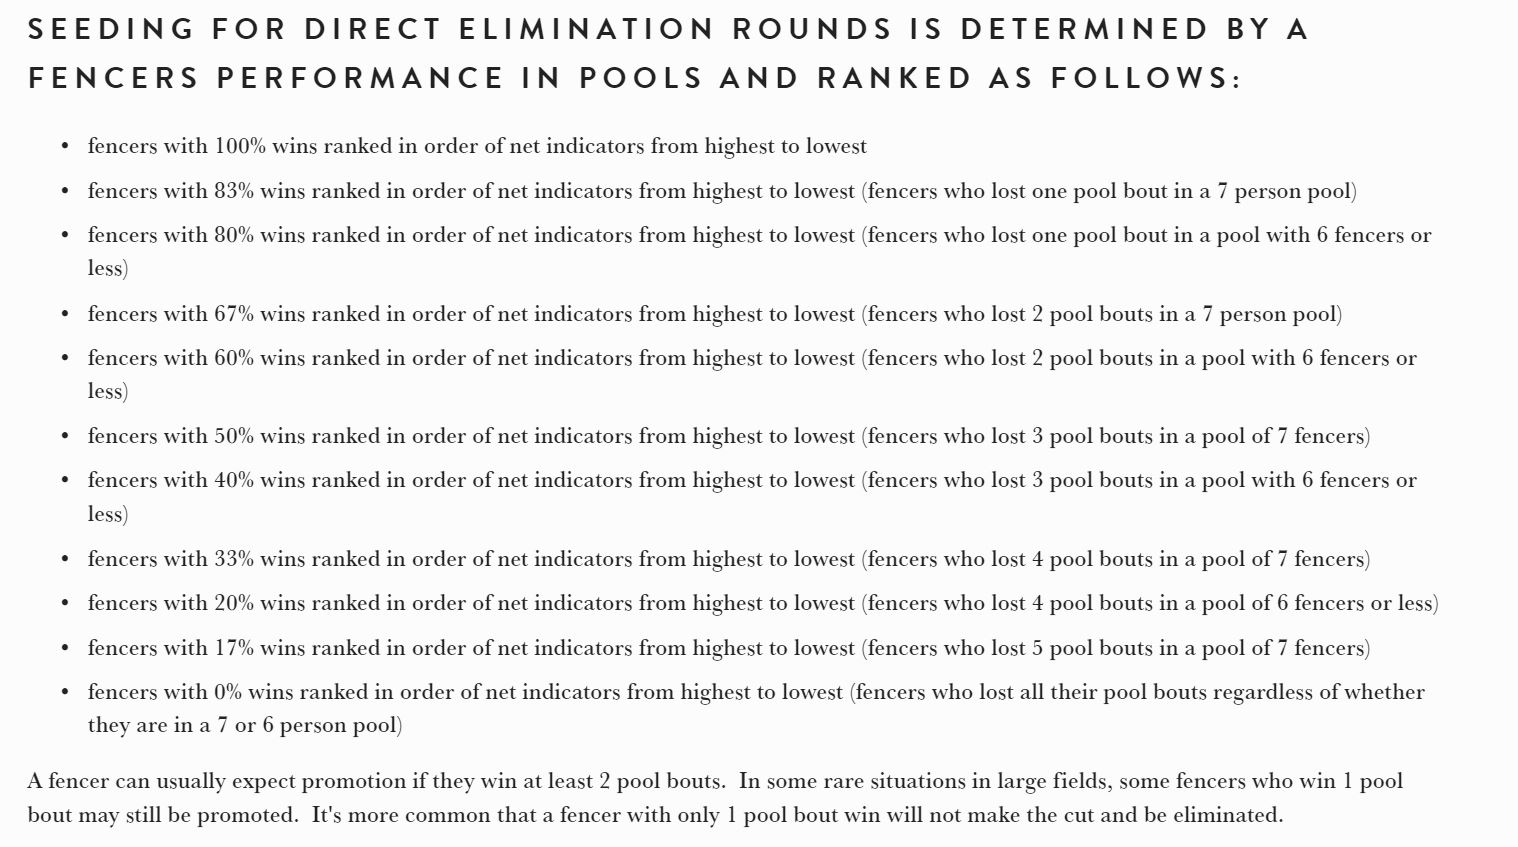 SEEDING FOR DIRECT ELIMINATION ROUNDS IS DETERMINED BY A
FENCERS PERFORMANCE IN POOLS AND RANKED AS FOLLOWS:
• fencers with 100% wins ranked in order of net indicators from highest to lowest
• fencers with 83% wins ranked in order of net indicators from highest to lowest (fencers who lost one pool bout in a 7 person pool)
• fencers with 80% wins ranked in order of net indicators from highest to lowest (fencers who lost one pool bout in a pool with 6 fencers or
less)
• fencers with 67% wins ranked in order of net indicators from highest to lowest (fencers who lost 2 pool bouts in a 7 person pool)
• fencers with 60% wins ranked in order of net indicators from highest to lowest (fencers who lost 2 pool bouts in a pool with 6 fencers or
less)
• fencers with 50% wins ranked in order of net indicators from highest to lowest (fencers who lost 3 pool bouts in a pool of 7 fencers)
• fencers with 40% wins ranked in order of net indicators from highest to lowest (fencers who lost 3 pool bouts in a pool with 6 fencers or
less)
• fencers with 33% wins ranked in order of net indicators from highest to lowest (fencers who lost 4 pool bouts in a pool of 7 fencers)
• fencers with 20% wins ranked in order of net indicators from highest to lowest (fencers who lost 4 pool bouts in a pool of 6 fencers or less)
• fencers with 17% wins ranked in order of net indicators from highest to lowest (fencers who lost 5 pool bouts in a pool of 7 fencers)
• fencers with 0% wins ranked in order of net indicators from highest to lowest (fencers who lost all their pool bouts regardless of whether
they are in a 7 or 6 person pool)
A fencer can usually expect promotion if they win at least 2 pool bouts.  In some rare situations in large fields, some fencers who win 1 pool
bout may still be promoted.  It's more common that a fencer with only 1 pool bout win will not make the cut and be eliminated.